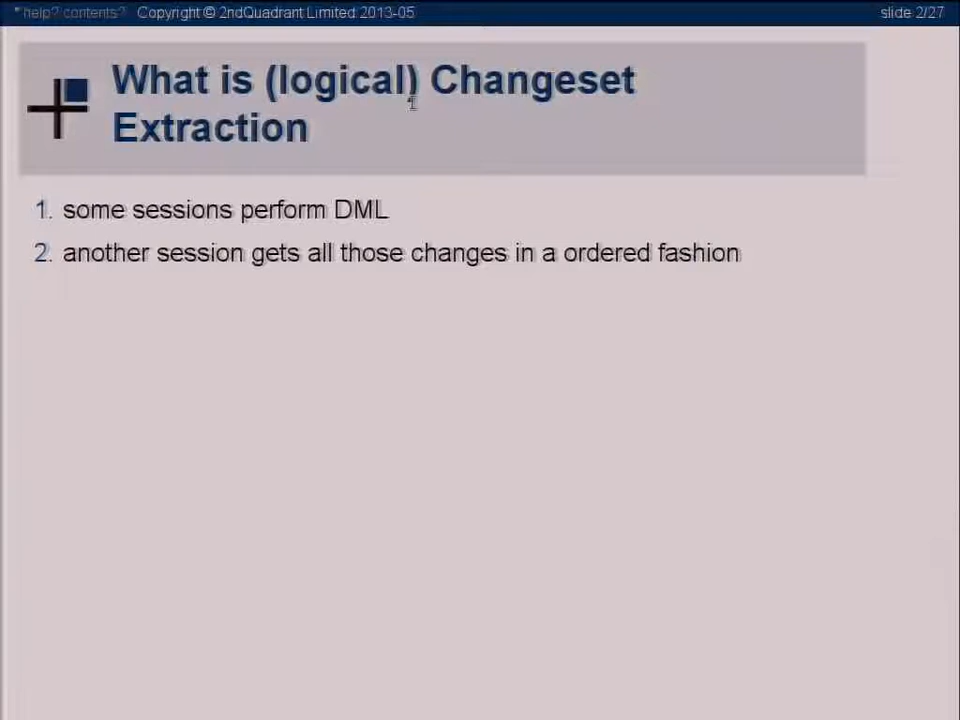 * help? contents? Copyright © 2ndQuadrant Limited 2013-05 slide 2/27
What is (logical) Changeset
Extraction
1. some sessions perform DML
2. another session gets all those changes in a ordered fashion